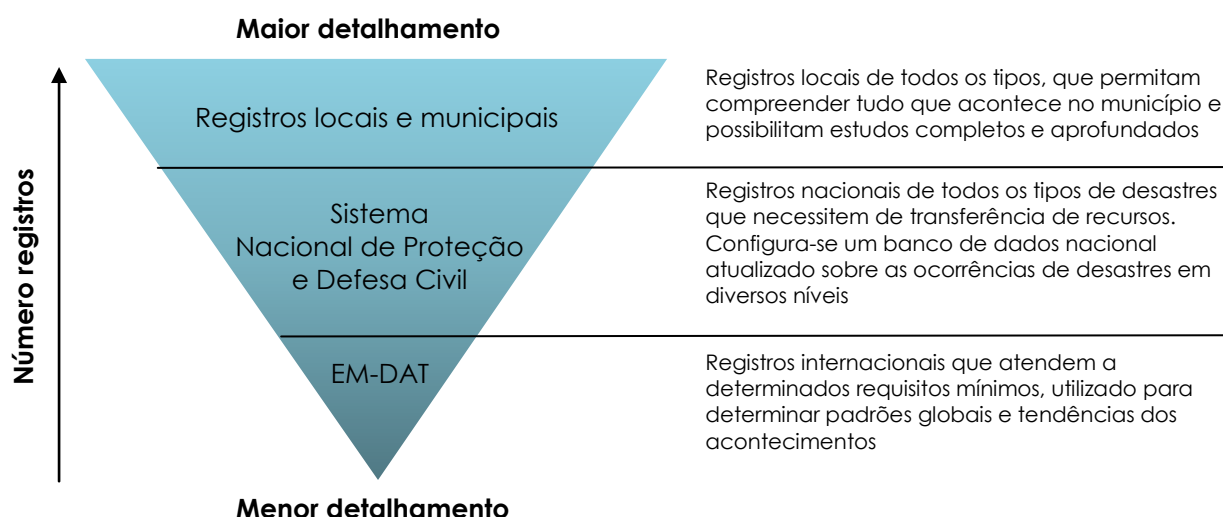 Maior detalhamento
Número registros
Registros locais e municipais
Registros locais de todos os tipos, que permitam
compreender tudo que acontece no município e
possibilitam estudos completos e aprofundados
Sistema
Nacional de Proteção
e Defesa Civil
Registros nacionais de todos os tipos de desastres
que necessitem de transferência de recursos.
Configura-se um banco de dados nacional
atualizado sobre as ocorrências de desastres em
diversos níveis
EM-DAT
Registros internacionais que atendem a
determinados requisitos mínimos, utilizado para
determinar padrões globais e tendências dos
acontecimentos
Menor detalhamento